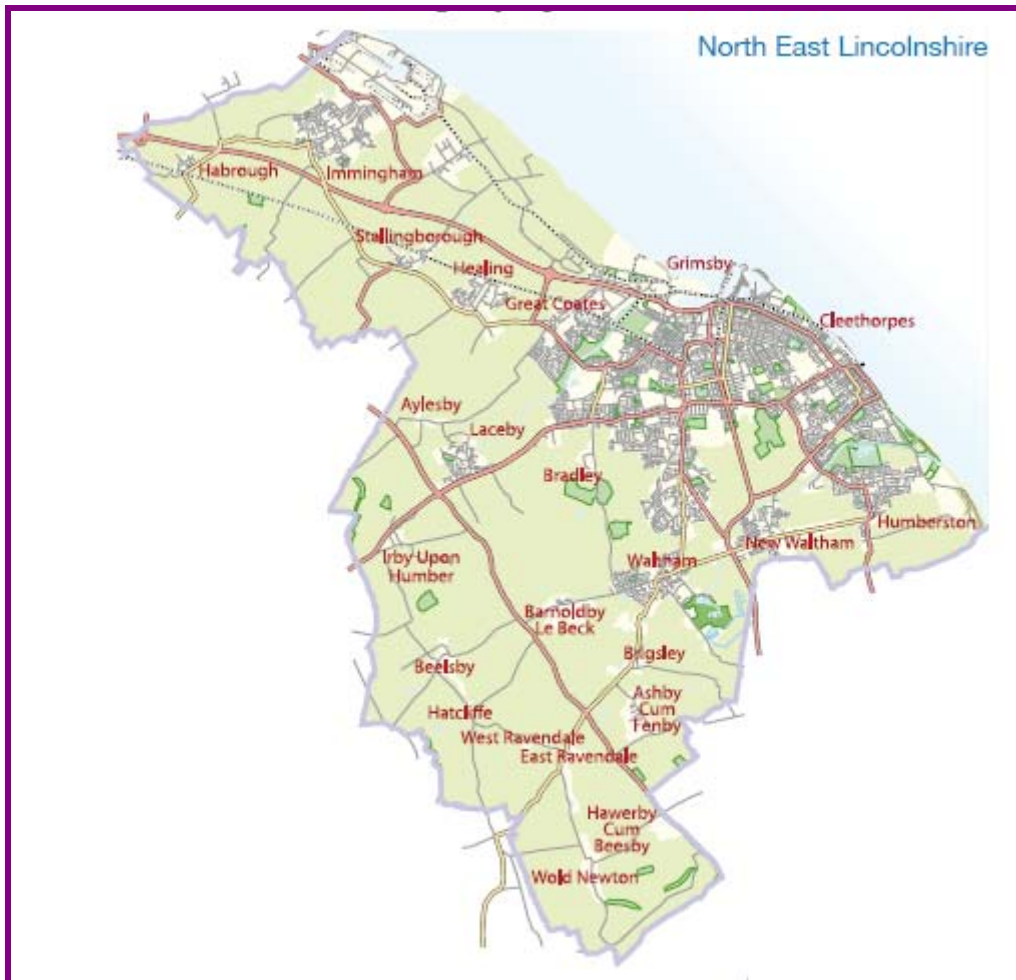 North East Lincolnshire
Habrough
Immingham
Stallingborough
Healing
Grimsby
Great Coates
Cleethorpes
Aylesby
Laceby
Bradley
Humberston
New Waltham
Irby Upon
Humber
Waltham
Barnoldby
Le Beck
Brigsley
Beelsby
Ashby
Cum
Fenby
Hatcliffe
West Ravendale
East Ravendale
Hawerby
Cum
Beesby
Wold Newton